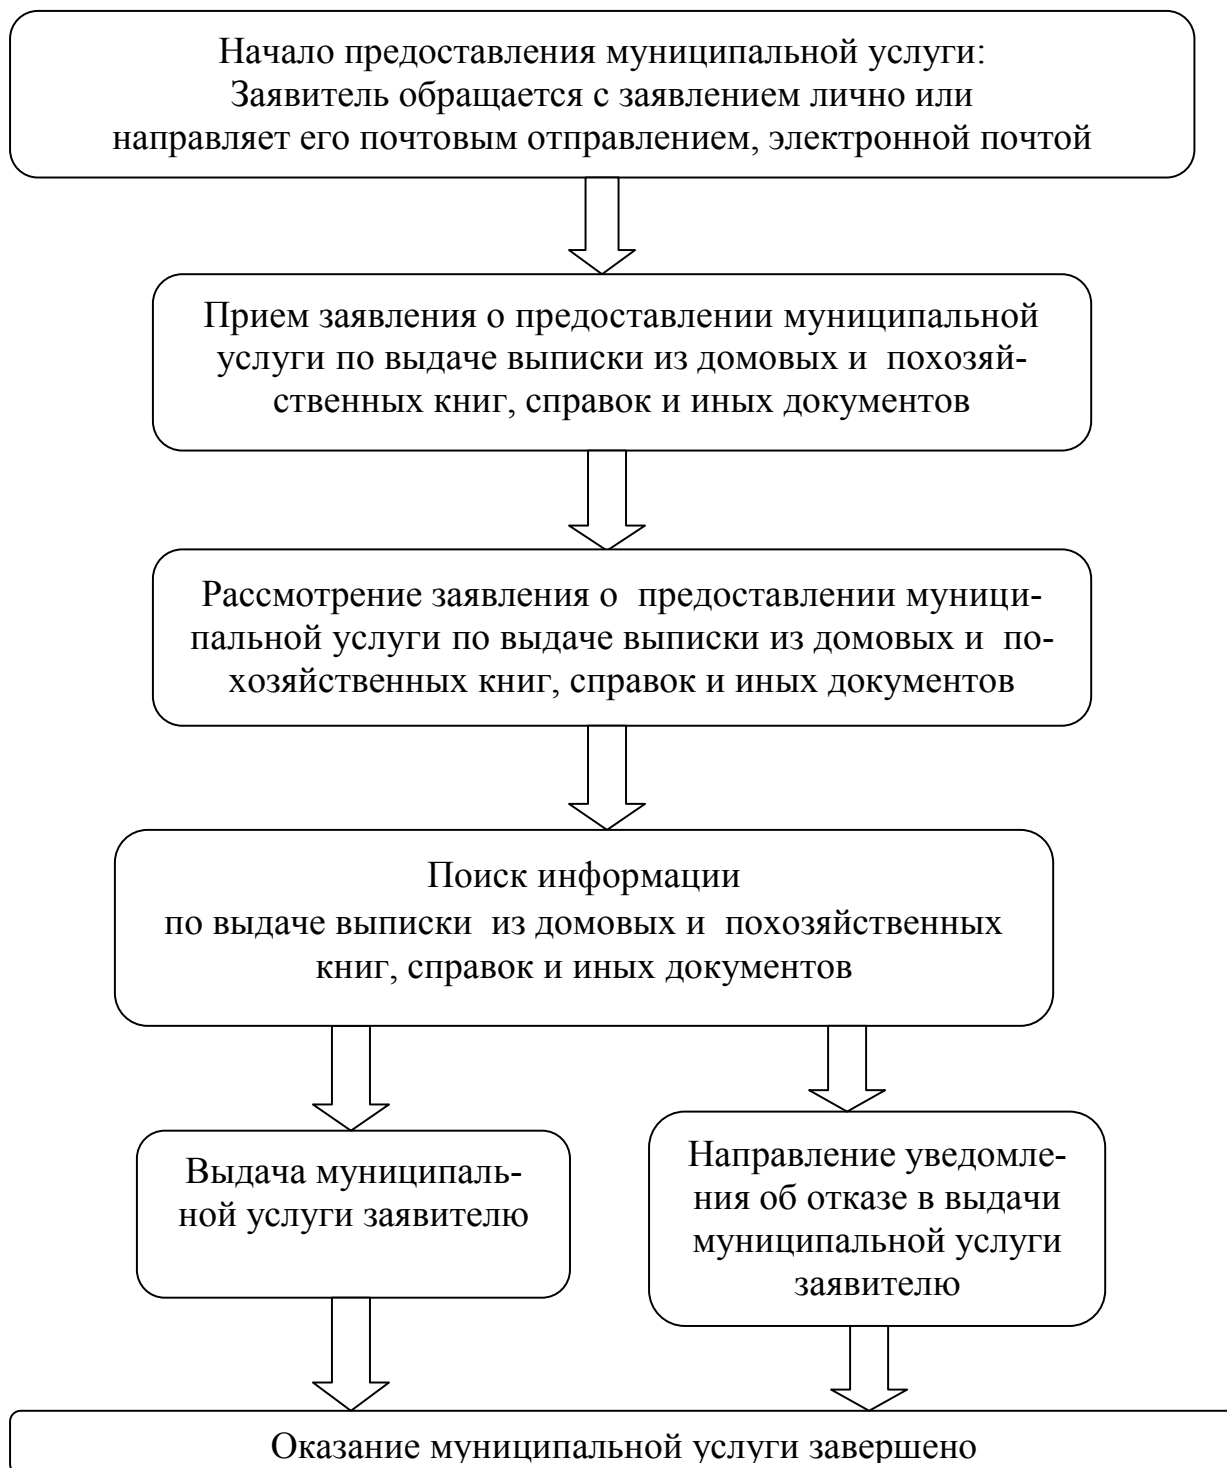 Начало предоставления муниципальной услуги:
Заявитель обращается с заявлением лично или
направляет его почтовым отправлением, электронной почтой
Прием заявления о предоставлении муниципальной
услуги по выдаче выписки из домовых и похозяй-
ственных книг, справок и иных документов
Рассмотрение заявления о предоставлении муници-
пальной услуги по выдаче выписки из домовых и по-
хозяйственных книг, справок и иных документов
Поиск информации
по выдаче выписки из домовых и похозяйственных
книг, справок и иных документов
Выдача муниципаль-
ной услуги заявителю
Направление уведомле-
ния об отказе в выдачи
муниципальной услуги
заявителю
Оказание муниципальной услуги завершено